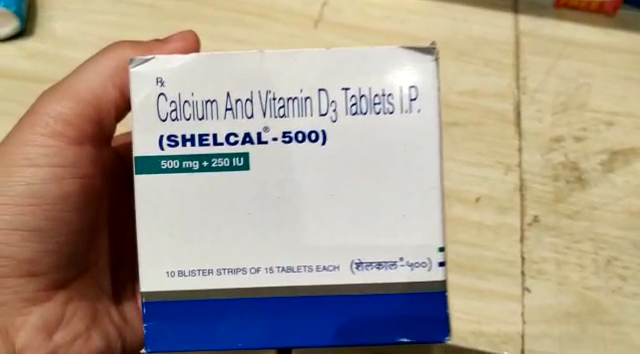 Rx
Calcium And Vitamin D3 Tablets I.P.
(SHELCAL®-500)
500 mg + 250 IU
10 BLISTER STRIPS OF 15 TABLETS EACH (शेलकाल®-५००)